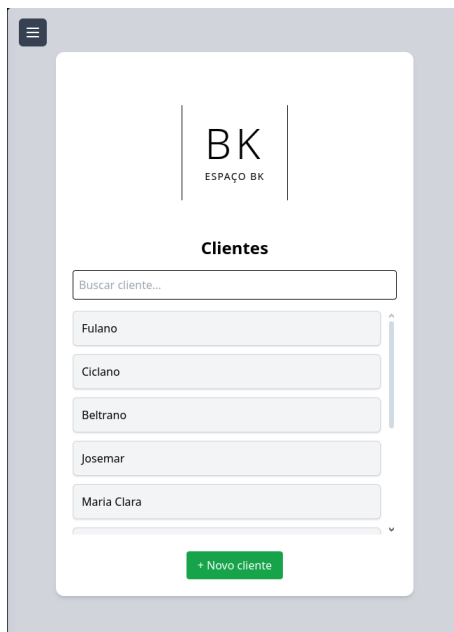 BK
ESPAÇO BK
Clientes
Buscar cliente...
Fulano
Ciclano
Beltrano
Josemar
Maria Clara
+ Novo cliente